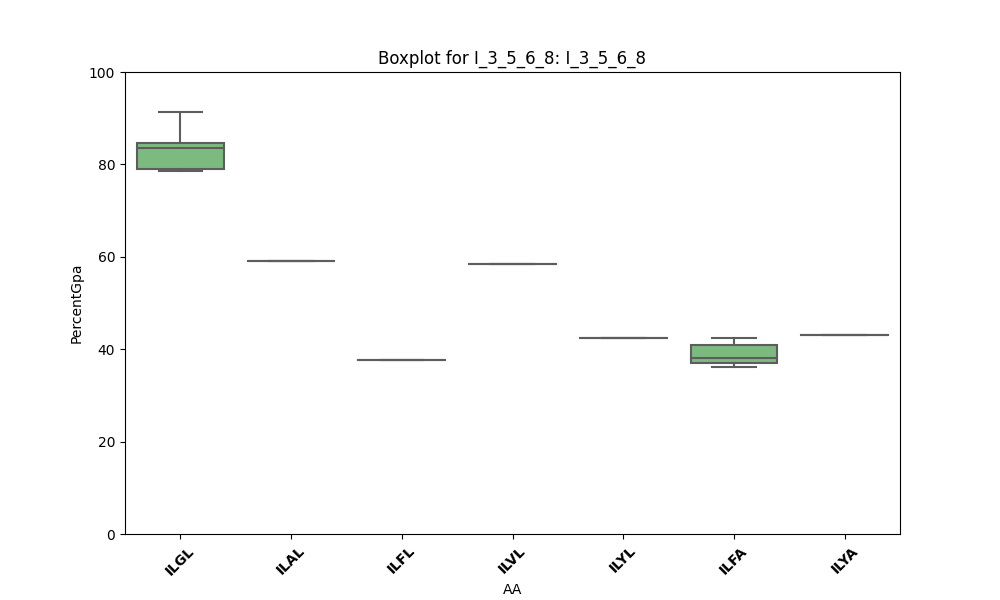 Boxplot for I_3_5_6_8: I_3_5_6_8
100
80
60
40
20
0
PercentGpa
ILGL
ILAL
ILFL
ILVL
ILYL
ILFA
ILYA
AA